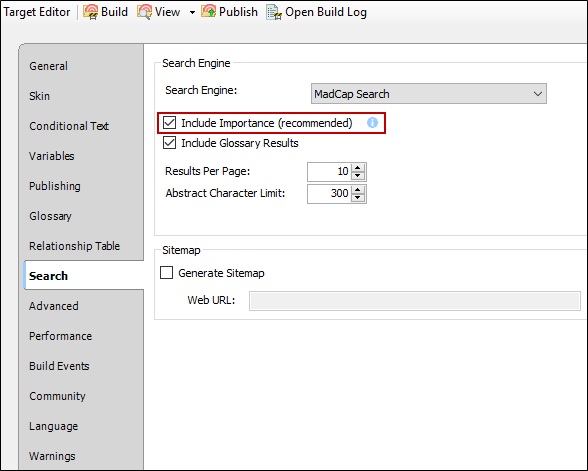 Target Editor Build View Publish Open Build Log
General
Skin
Conditional Text
Variables
Publishing
Glossary
Relationship Table
Search
Advanced
Performance
Build Events
Community
Language
Warnings
Search Engine
Search Engine: MadCap Search
Include Importance (recommended)
Include Glossary Results
Results Per Page: 10
Abstract Character Limit: 300
Sitemap
Generate Sitemap
Web URL: